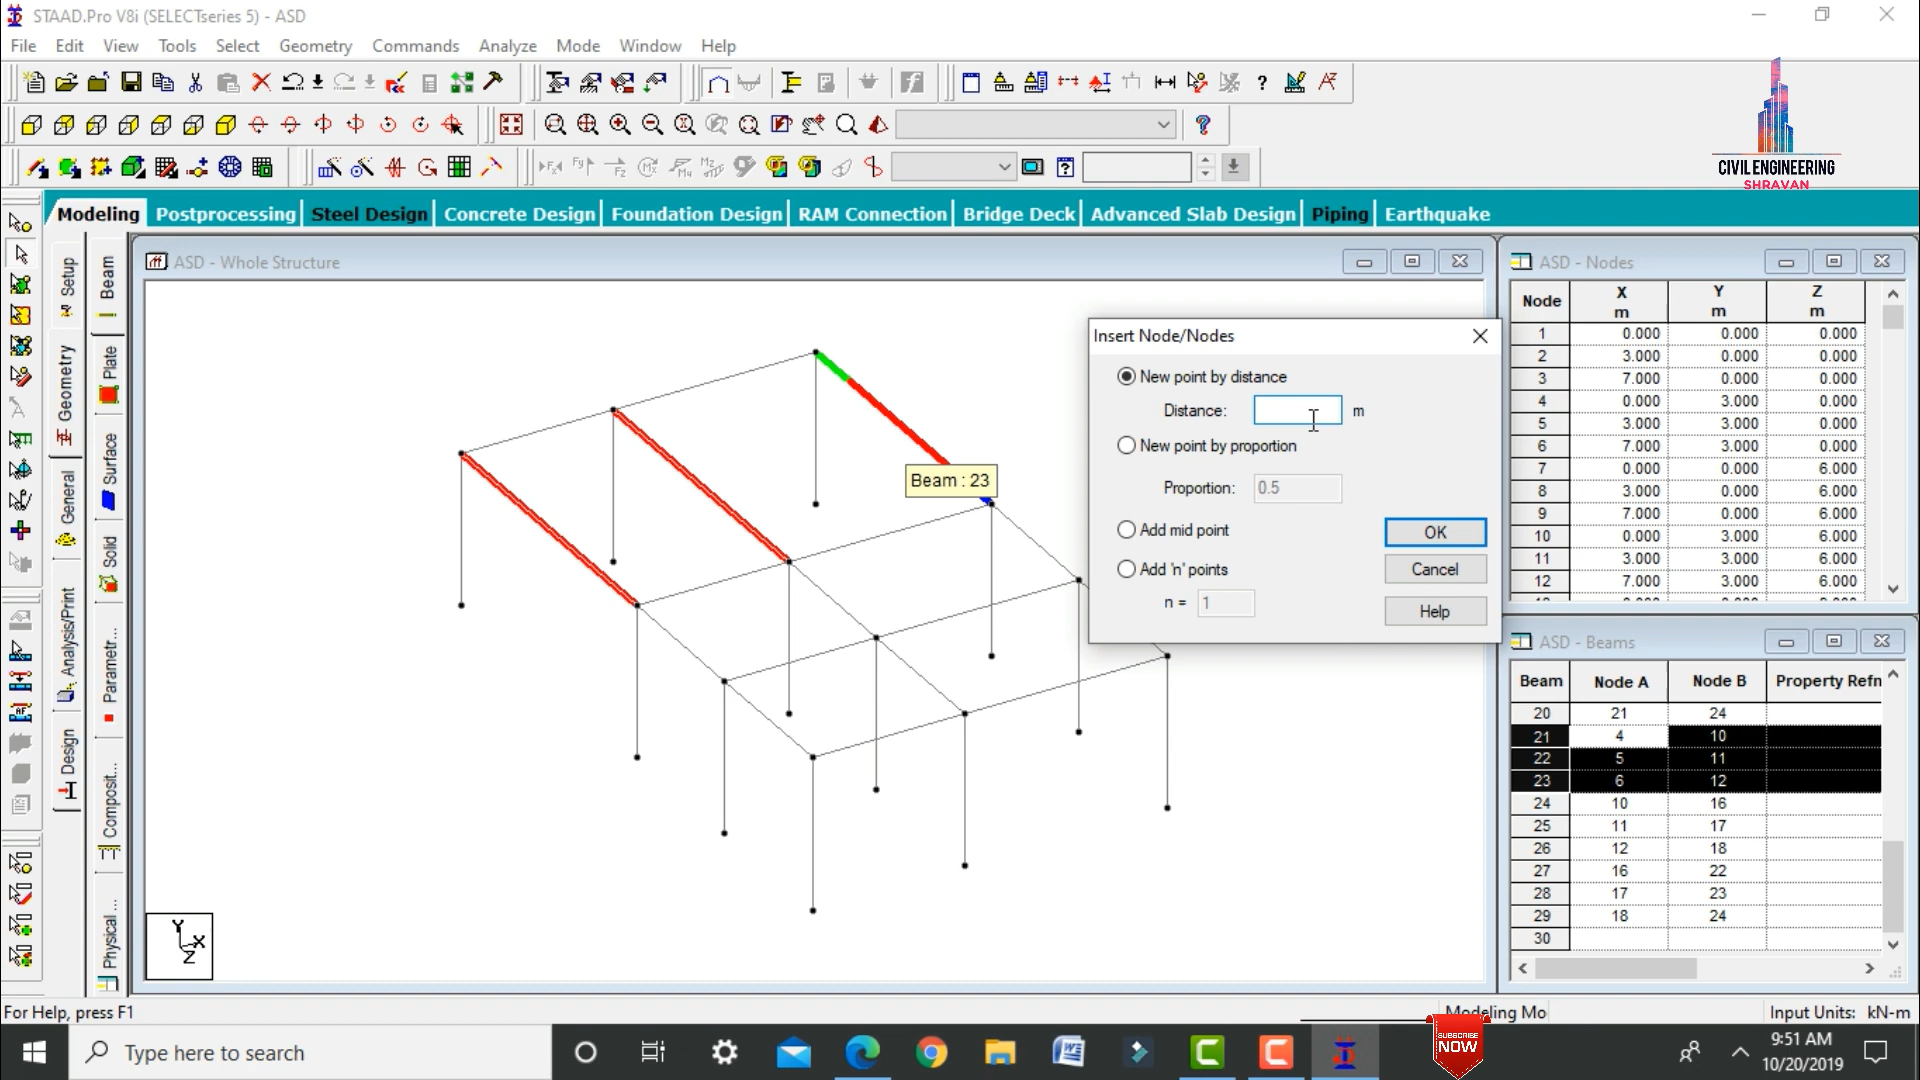 STAAD.Pro V8i (SELECTseries 5) - ASD
File Edit View Tools Select Geometry Commands Analyze Mode Window Help
CIVIL ENGINEERING
SHRAVAN
Modeling Postprocessing Steel Design Concrete Design Foundation Design RAM Connection Bridge Deck Advanced Slab Design Piping Earthquake
Setup
Geometry
General
Analysis/Print
Design
Beam
Plate
Surface
Solid
Parametr...
Composit...
Physical ...
ASD - Whole Structure
Beam : 23
Y
X
Z
Insert Node/Nodes
New point by distance
Distance: m
New point by proportion
Proportion: 0.5
Add mid point
Add 'n' points
n = 1
OK
Cancel
Help
ASD - Nodes
Node X m Y m Z m
1 0.000 0.000 0.000
2 3.000 0.000 0.000
3 7.000 0.000 0.000
4 0.000 3.000 0.000
5 3.000 3.000 0.000
6 7.000 3.000 0.000
7 0.000 0.000 6.000
8 3.000 0.000 6.000
9 7.000 0.000 6.000
10 0.000 3.000 6.000
11 3.000 3.000 6.000
12 7.000 3.000 6.000
ASD - Beams
Beam Node A Node B Property Refn
20 21 24
21 4 10
22 5 11
23 6 12
24 10 16
25 11 17
26 12 18
27 16 22
28 17 23
29 18 24
30
For Help, press F1
Modeling Mo
Input Units: kN-m
Type here to search
SUBSCRIBE
NOW
9:51 AM
10/20/2019